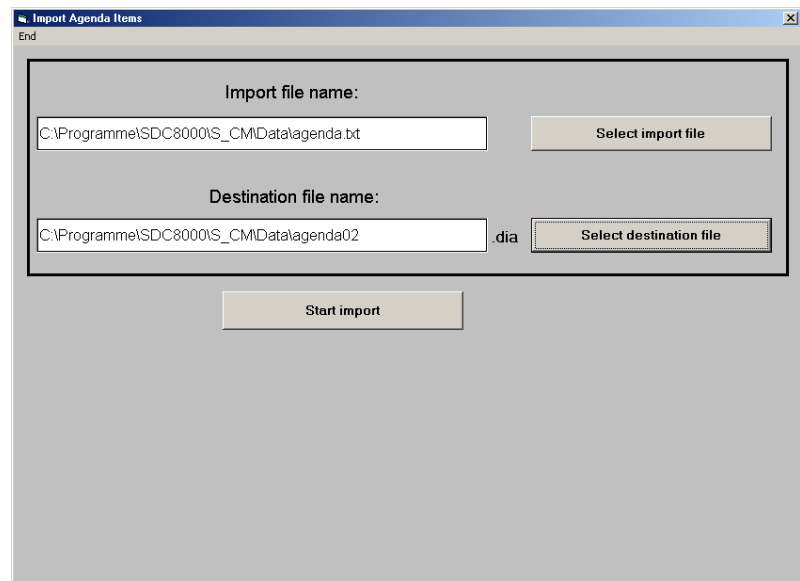 Import Agenda Items
End
Import file name:
C:\Programme\SDC8000\S_CM\Data\agenda.txt
Select import file
Destination file name:
C:\Programme\SDC8000\S_CM\Data\agenda02
.dia
Select destination file
Start import